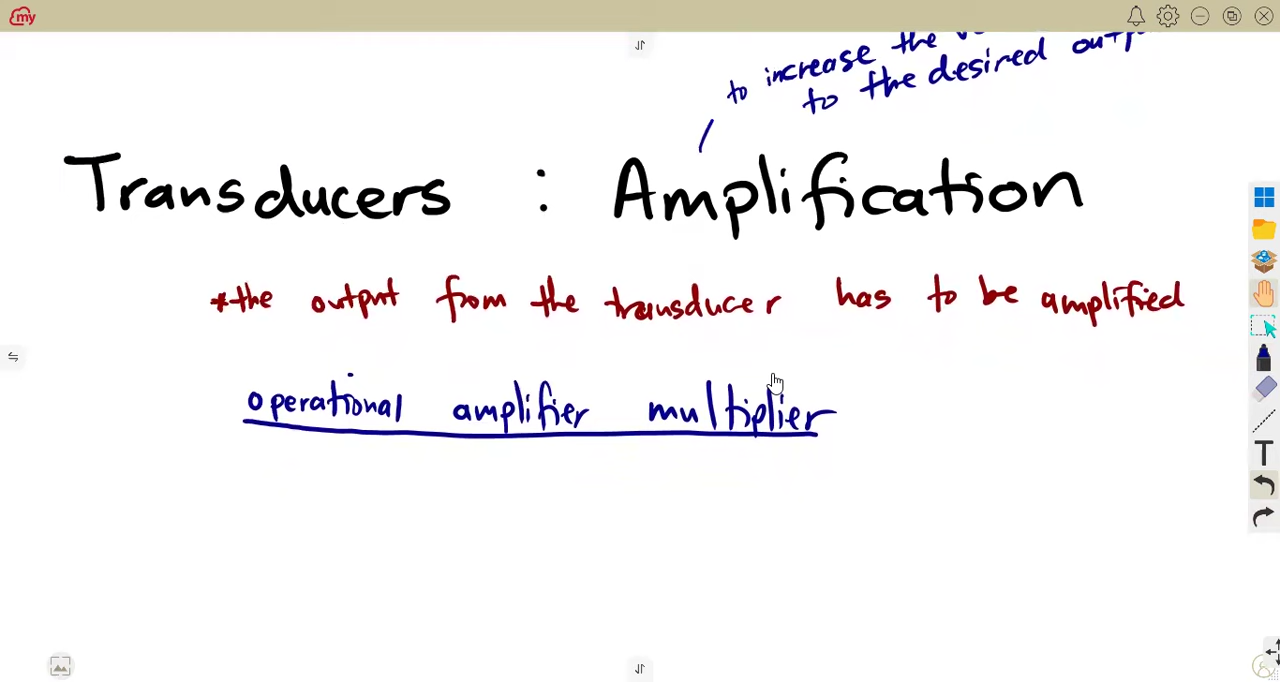 my
to increase the
to the desired
Transducers : Amplification
*the output from the transducer has to be amplified
operational amplifier multiplier
T